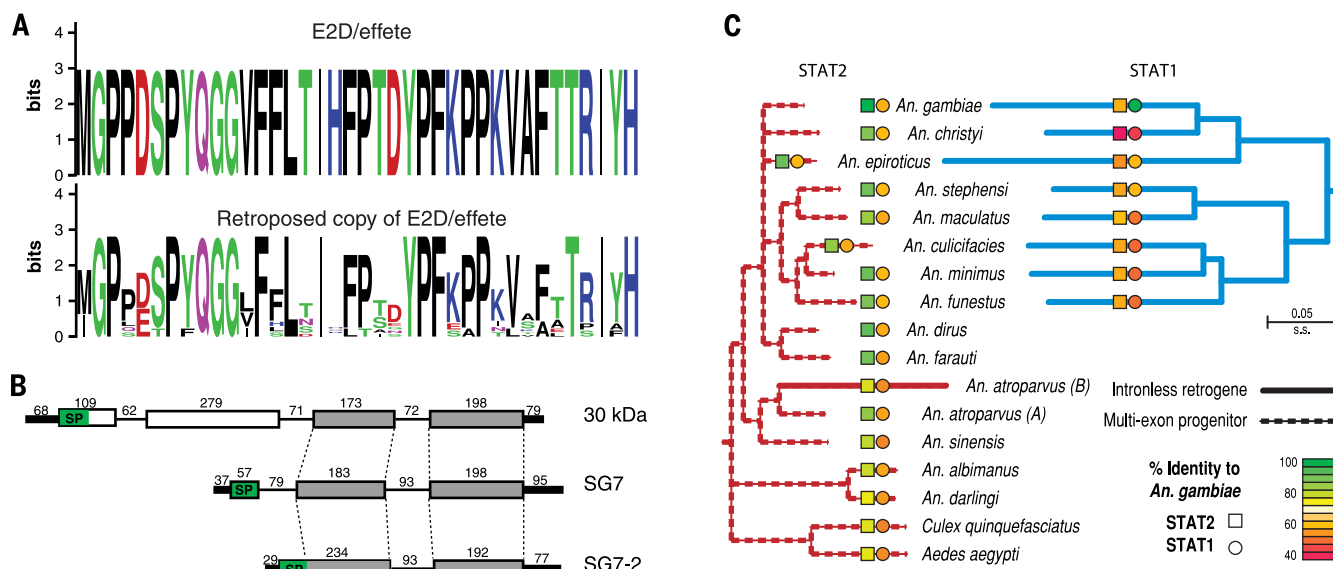 A
E2D/effete
4
3
2
1
0
bits
MGPPDSPYQGGVFFLTIHFPTDYPFKPPKVAFTTRIYH
Retroposed copy of E2D/effete
4
3
2
1
0
bits
B
68 109 62 279 71 173 72 198 79
SP
30 kDa
37 57 79 183 93 198 95
SP
SG7
29 234 93 192 77
SP
SG7-2
C
STAT2 STAT1
An. gambiae
An. christyi
An. epiroticus
An. stephensi
An. maculatus
An. culicifacies
An. minimus
An. funestus
An. dirus
An. farauti
An. atroparvus (B)
An. atroparvus (A)
An. sinensis
An. albimanus
An. darlingi
Culex quinquefasciatus
Aedes aegypti
0.05
s.s.
Intronless retrogene
Multi-exon progenitor
% Identity to
An. gambiae
STAT2
STAT1
100
80
60
40